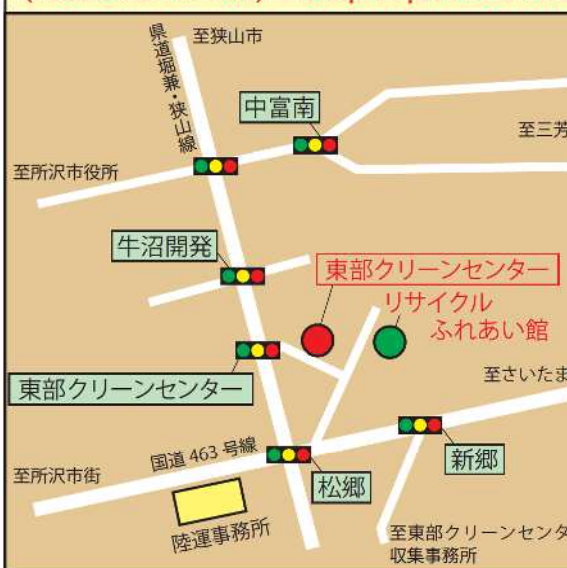 至狭山市
県道堀兼・狭山線
中富南
至三芳
至所沢市役所
牛沼開発
東部クリーンセンター
リサイクル
ふれあい館
東部クリーンセンター
至さいたま
国道463号線
新郷
至所沢市街
松郷
陸運事務所
至東部クリーンセンタ
収集事務所